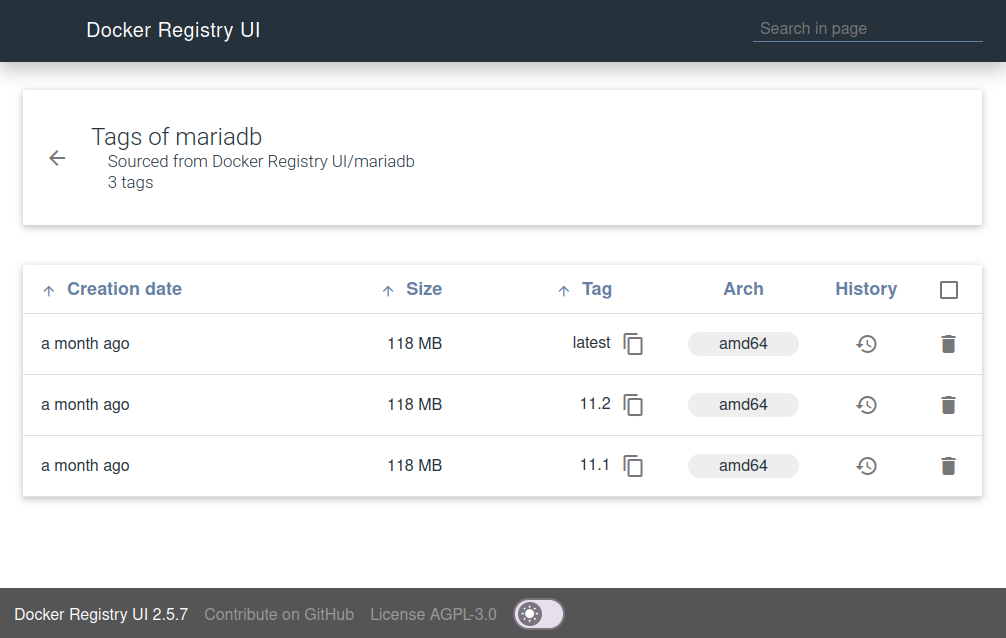 Docker Registry UI
Search in page
Tags of mariadb
Sourced from Docker Registry UI/mariadb
3 tags
Creation date Size Tag Arch History
a month ago 118 MB latest amd64
a month ago 118 MB 11.2 amd64
a month ago 118 MB 11.1 amd64
Docker Registry UI 2.5.7 Contribute on GitHub License AGPL-3.0